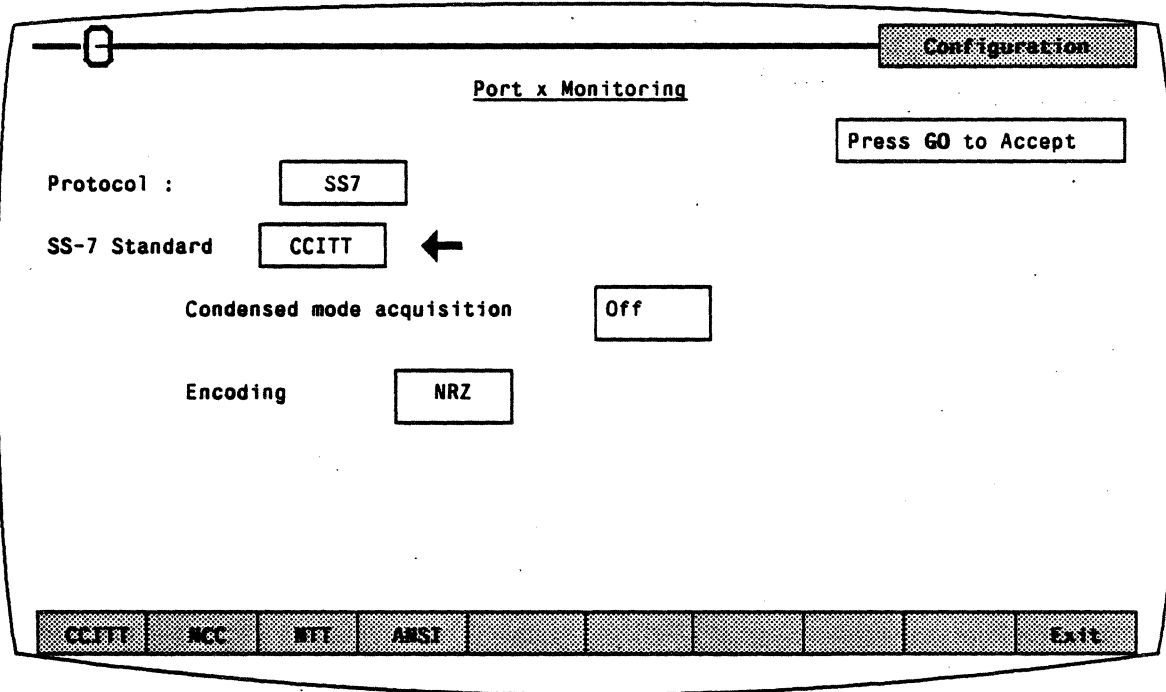 Configuration
Port x Monitoring
Press GO to Accept
Protocol : SS7
SS-7 Standard CCITT
Condensed mode acquisition Off
Encoding NRZ
CCITT NCC NTT ANSI Exit